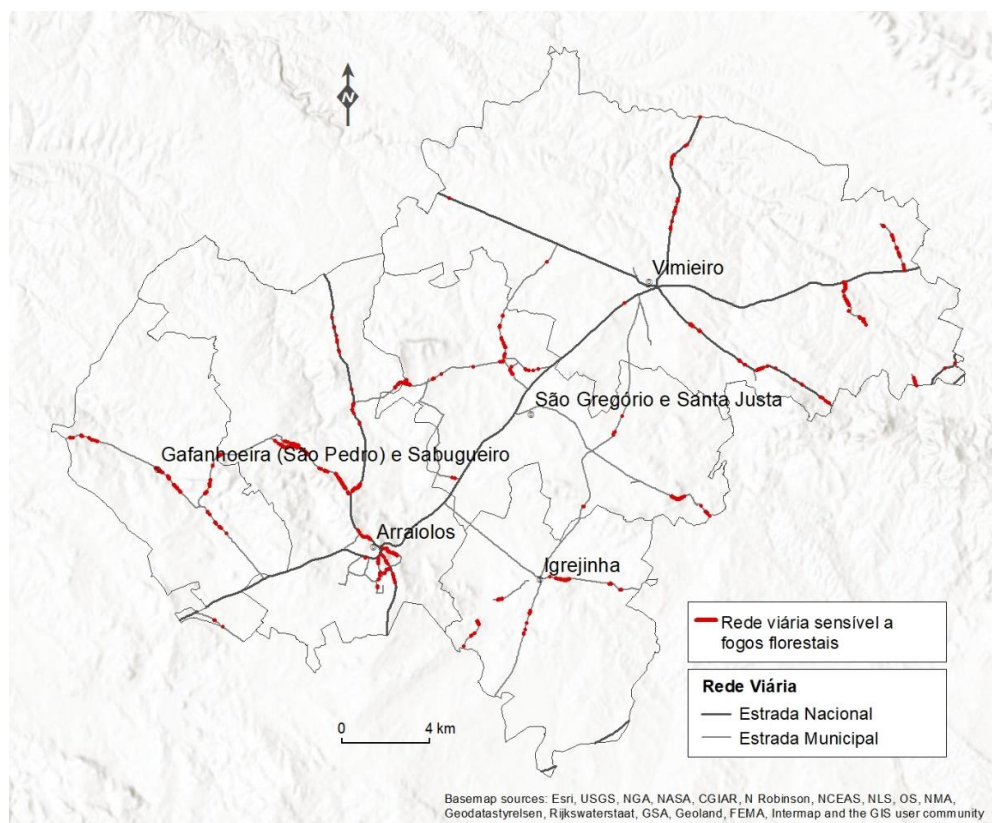 N
Vimieiro
São Gregório e Santa Justa
Gafanhoeira (São Pedro) e Sabugueiro
Arraiolos
Igrejinha
Rede viária sensível a
fogos florestais
Rede Viária
Estrada Nacional
Estrada Municipal
0 4 km
Basemap sources: Esri, USGS, NGA, NASA, CGIAR, N Robinson, NCEAS, NLS, OS, NMA,
Geodatastyrelsen, Rijkswaterstaat, GSA, Geoland, FEMA, Intermap and the GIS user community